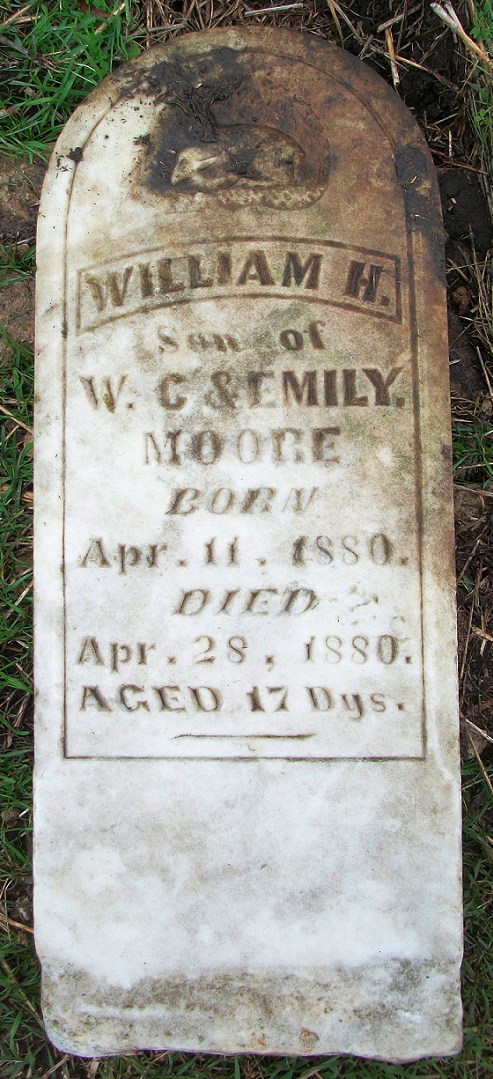 WILLIAM H.
Son of
W. C & EMILY.
MOORE
BORN
Apr. 11. 1880.
DIED
Apr. 28, 1880.
AGED 17 Dys.